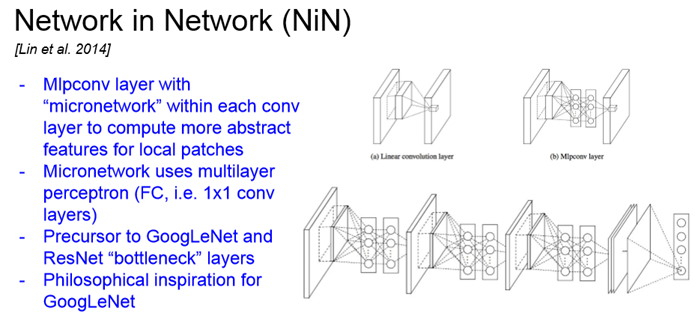 Network in Network (NiN)
[Lin et al. 2014]
- Mlpconv layer with
“micronetwork” within each conv
layer to compute more abstract
features for local patches
- Micronetwork uses multilayer
perceptron (FC, i.e. 1x1 conv
layers)
- Precursor to GoogLeNet and
ResNet “bottleneck” layers
- Philosophical inspiration for
GoogLeNet
(a) Linear convolution layer
(b) Mlpconv layer